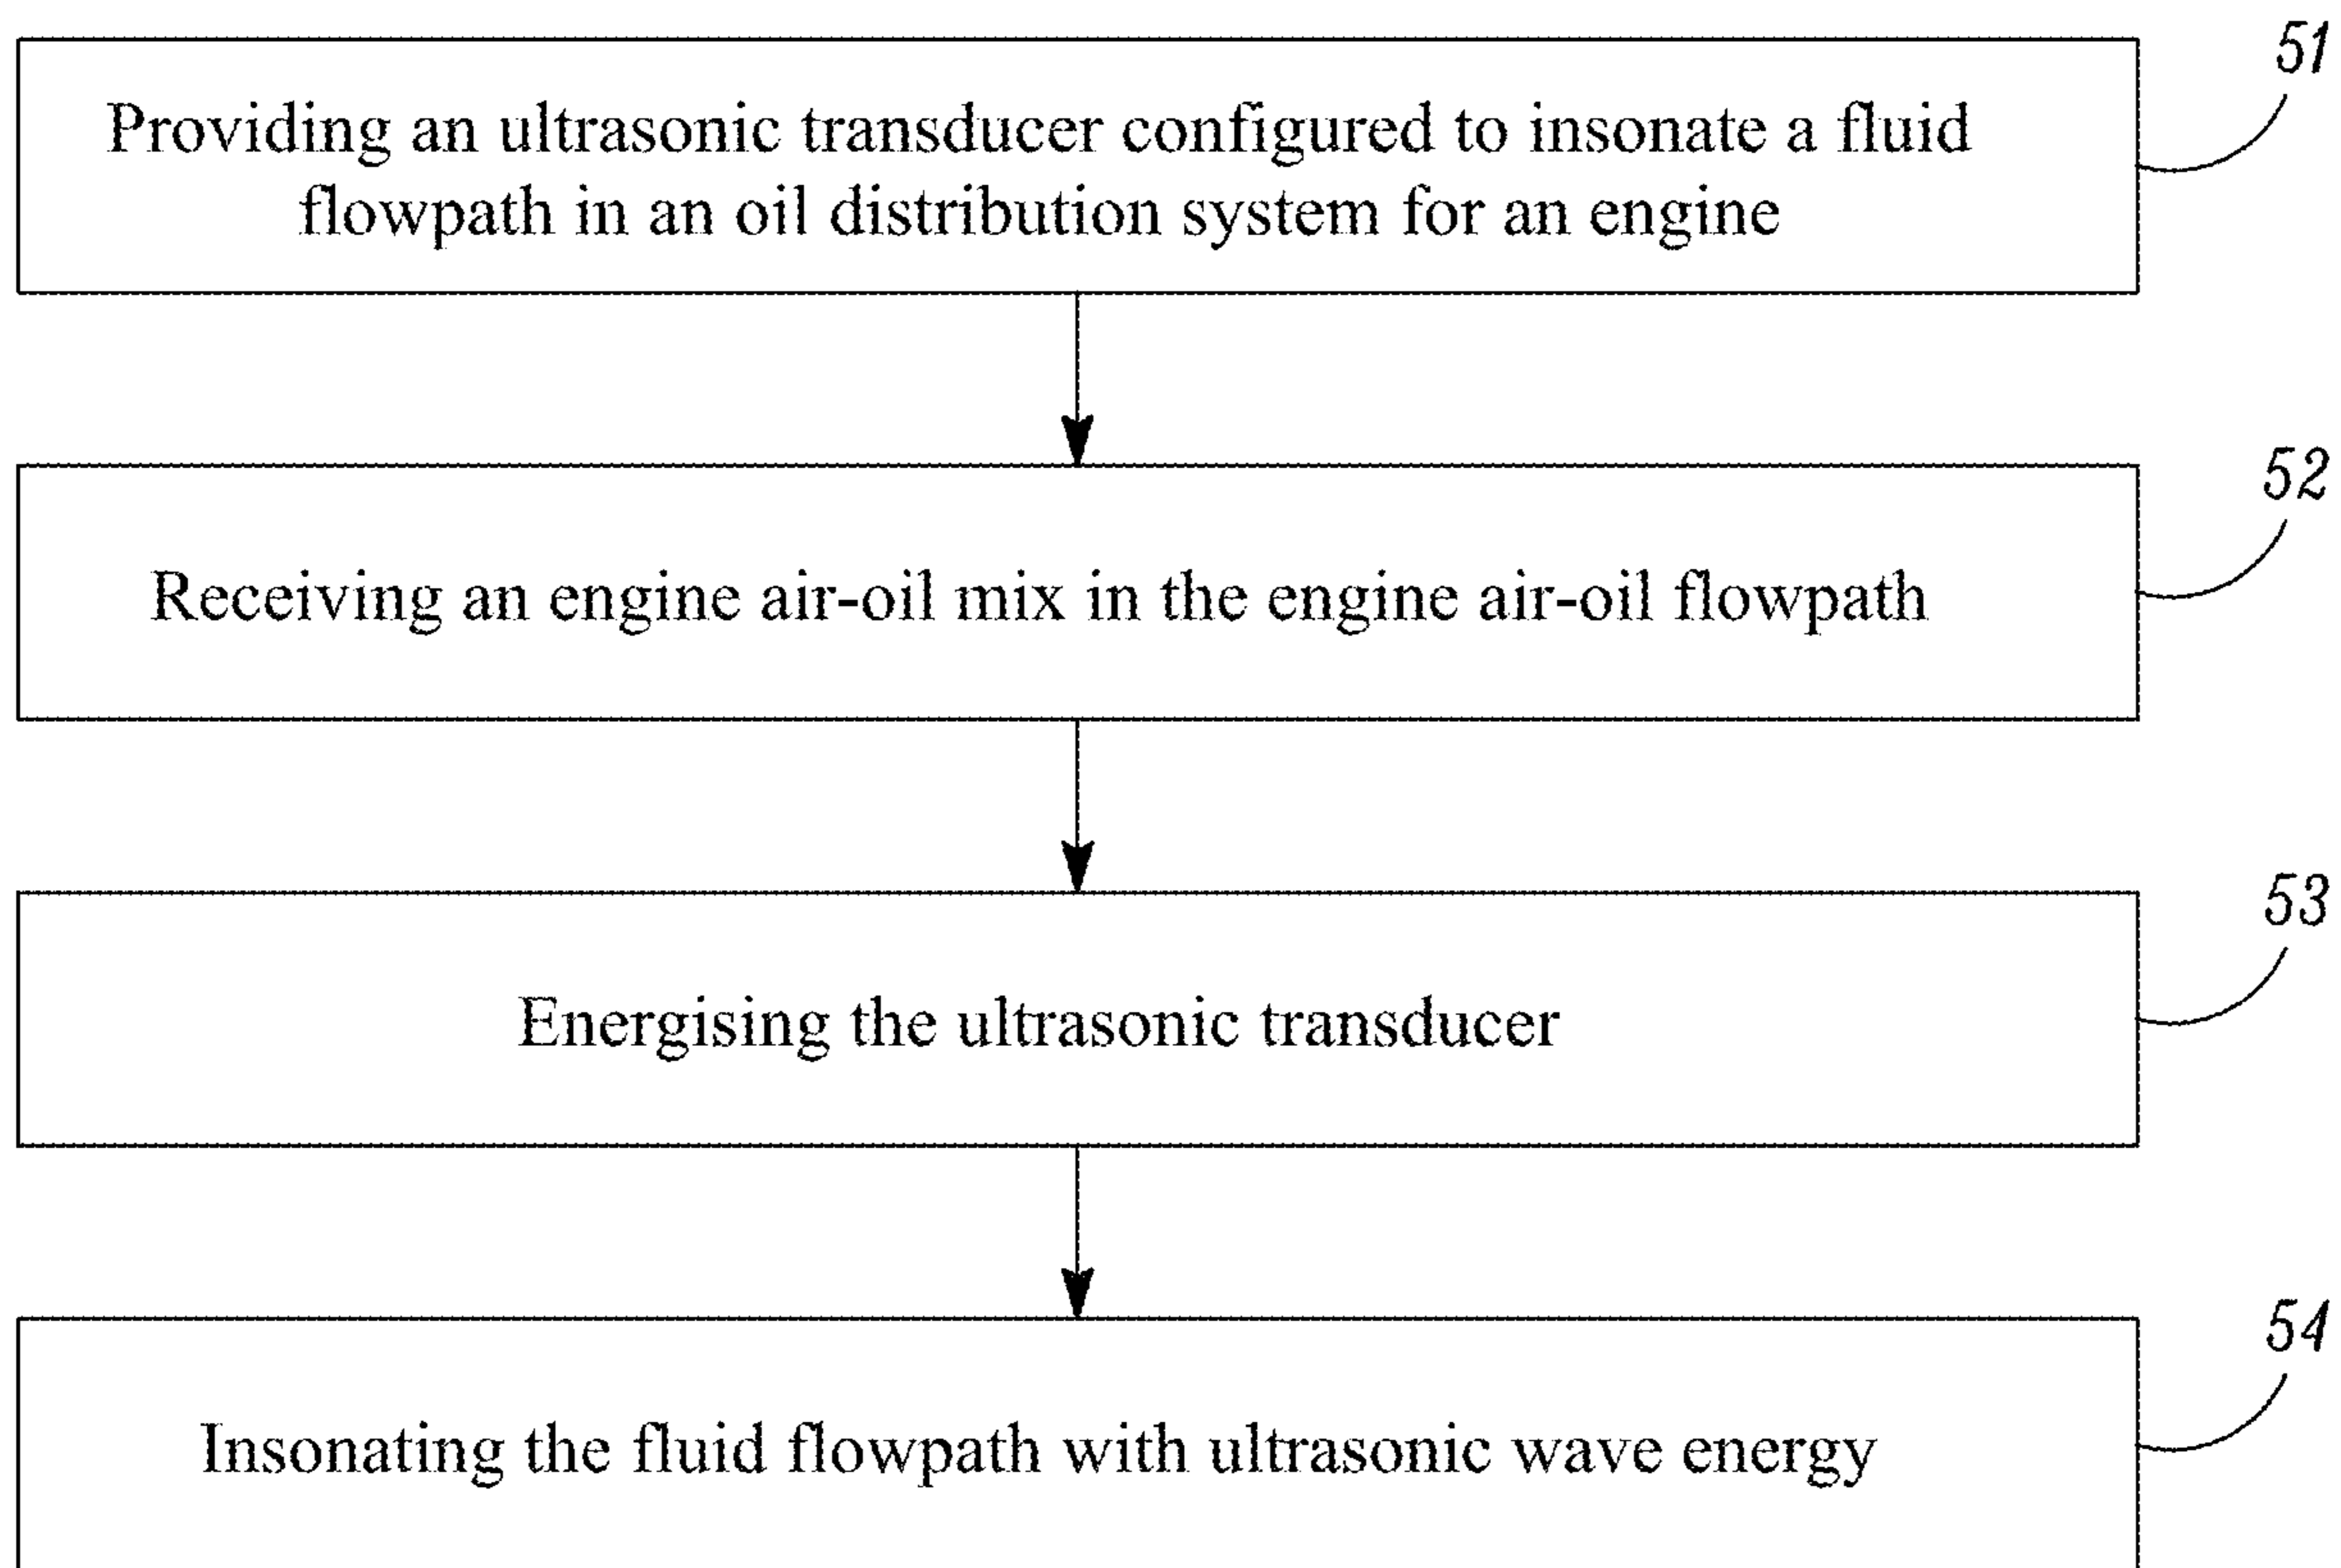 51
Providing an ultrasonic transducer configured to insonate a fluid
flowpath in an oil distribution system for an engine
52
Receiving an engine air-oil mix in the engine air-oil flowpath
53
Energising the ultrasonic transducer
54
Insonating the fluid flowpath with ultrasonic wave energy